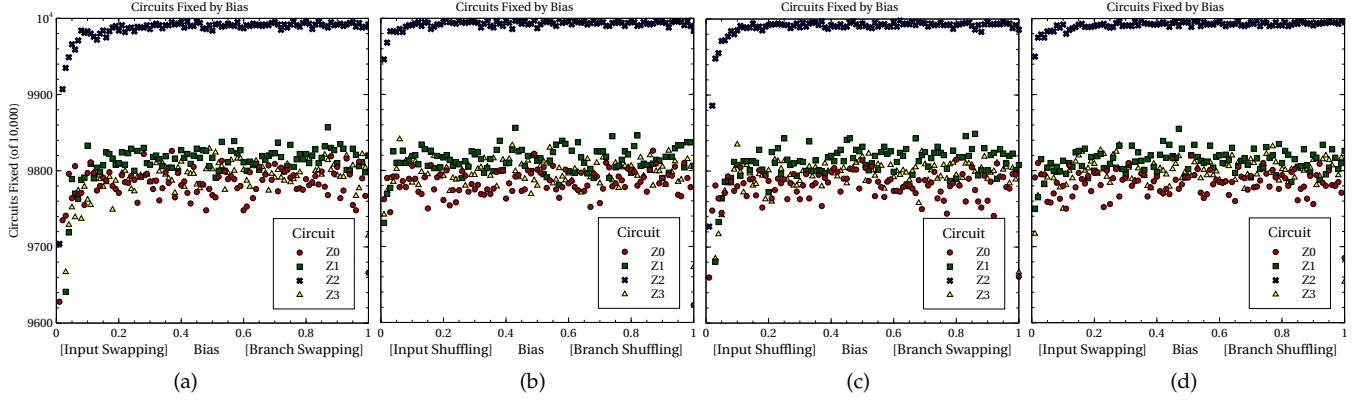 Circuits Fixed by Bias
Circuits Fixed by Bias
Circuits Fixed by Bias
Circuits Fixed by Bias
Circuits Fixed (of 10,000)
10⁴
9900
9800
9700
9600
Circuit
Z0
Z1
Z2
Z3
Circuit
Z0
Z1
Z2
Z3
Circuit
Z0
Z1
Z2
Z3
Circuit
Z0
Z1
Z2
Z3
0 0.2 0.4 0.6 0.8 1
0 0.2 0.4 0.6 0.8 1
0 0.2 0.4 0.6 0.8 1
0 0.2 0.4 0.6 0.8 1
[Input Swapping] Bias [Branch Swapping]
[Input Shuffling] Bias [Branch Shuffling]
[Input Shuffling] Bias [Branch Swapping]
[Input Swapping] Bias [Branch Shuffling]
(a)
(b)
(c)
(d)